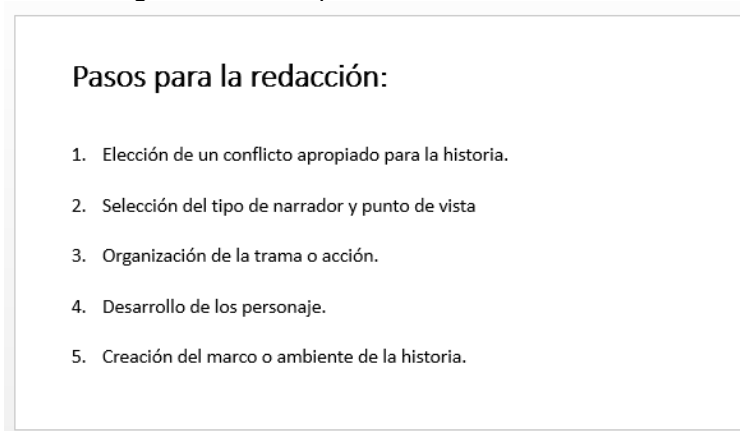 Pasos para la redacción:
1. Elección de un conflicto apropiado para la historia.
2. Selección del tipo de narrador y punto de vista
3. Organización de la trama o acción.
4. Desarrollo de los personaje.
5. Creación del marco o ambiente de la historia.